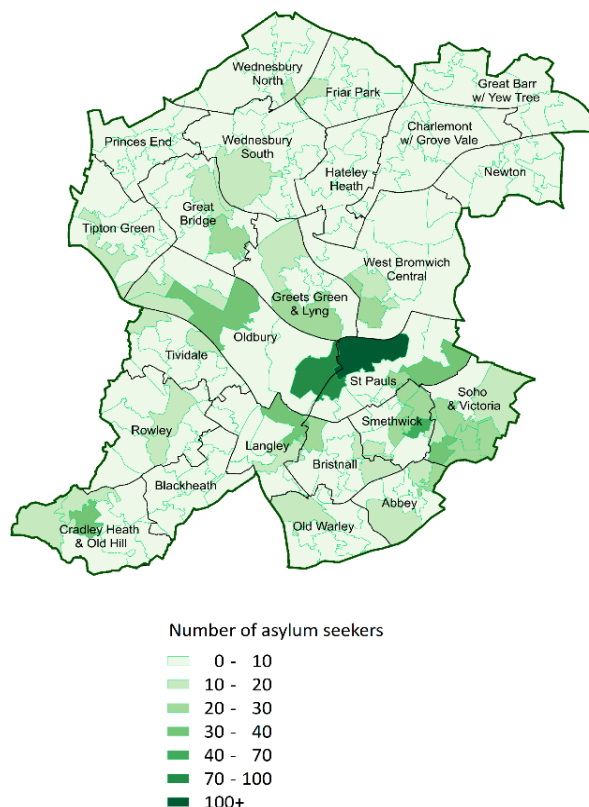 Wednesbury
North
Friar Park
Great Barr
w/ Yew Tree
Princes End
Wednesbury
South
Charlemont
w/ Grove Vale
Hateley
Heath
Newton
Great
Bridge
Tipton Green
West Bromwich
Central
Greets Green
& Lyng
Oldbury
Tividale
St Pauls
Soho
& Victoria
Smethwick
Rowley
Langley
Bristnall
Blackheath
Abbey
Old Warley
Cradley Heath
& Old Hill
Number of asylum seekers
0 - 10
10 - 20
20 - 30
30 - 40
40 - 70
70 - 100
100+